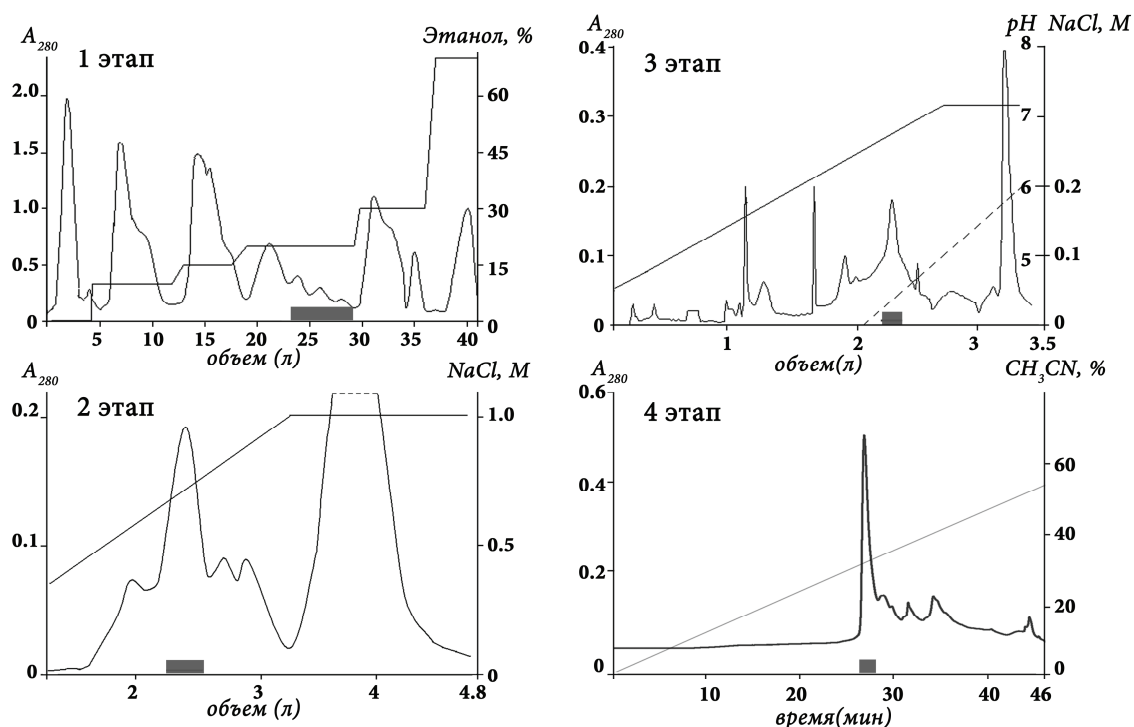 A280
Этанол, %
1 этап
2.0
1.5
1.0
0.5
0
60
45
30
15
0
5 10 15 20 25 30 35 40
объем (л)
A280
pH NaCl, M
3 этап
0.4
0.3
0.2
0.1
0
8
7
6 0.2
5 0.1
0
1 2 3 3.5
объем(л)
A280
NaCl, M
2 этап
0.2
0.1
0
1.0
0.5
0
2 3 4 4.8
объем (л)
A280
CH3CN, %
4 этап
0.6
0.4
0.2
0
60
40
20
0
10 20 30 40 46
время(мин)